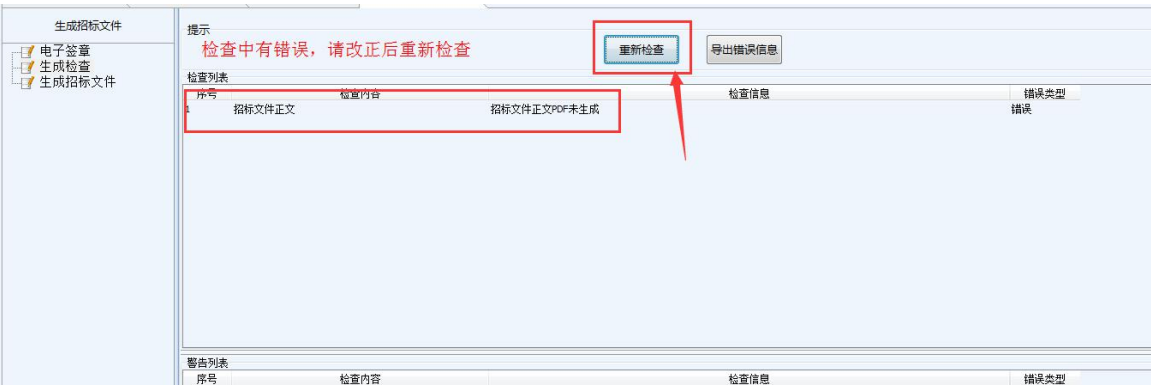 生成招标文件
电子签章
生成检查
生成招标文件
提示
检查中有错误，请改正后重新检查
重新检查
导出错误信息
检查列表
序号 检查内容 检查信息 错误类型
1 招标文件正文 招标文件正文PDF未生成 错误
警告列表
序号 检查内容 检查信息 错误类型